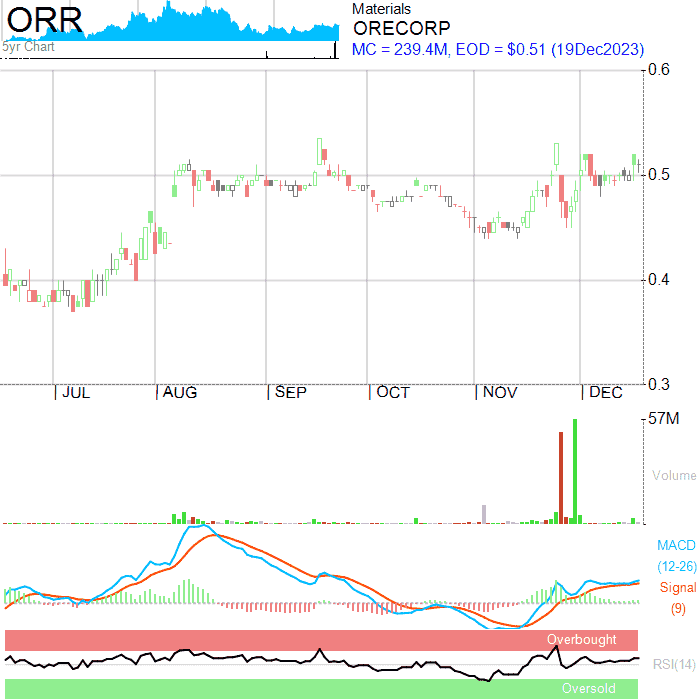 ORR
5yr Chart
Materials
ORECORP
MC = 239.4M, EOD = $0.51 (19Dec2023)
0.6
0.5
0.4
0.3
JUL AUG SEP OCT NOV DEC
57M
Volume
MACD
(12-26)
Signal
(9)
Overbought
RSI(14)
Oversold